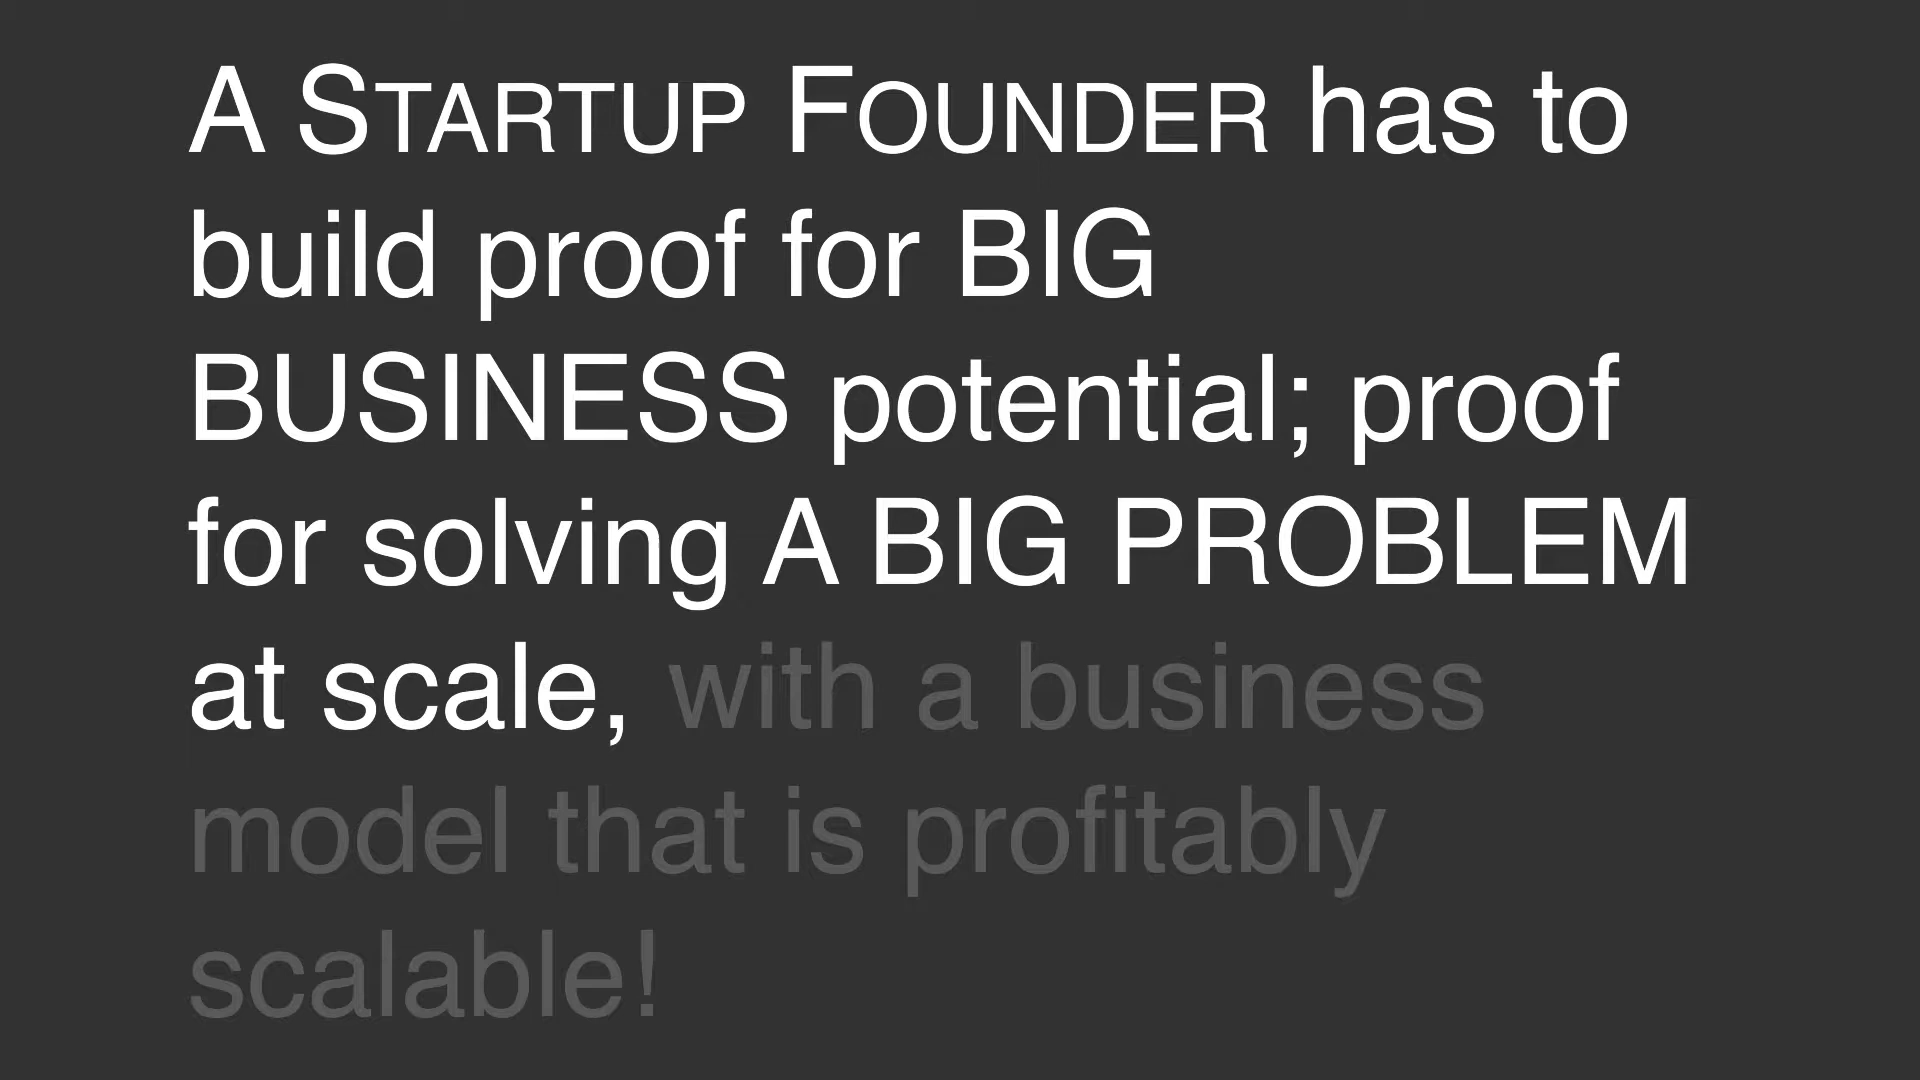 A STARTUP FOUNDER has to
build proof for BIG
BUSINESS potential; proof
for solving A BIG PROBLEM
at scale, with a business
model that is profitably
scalable!